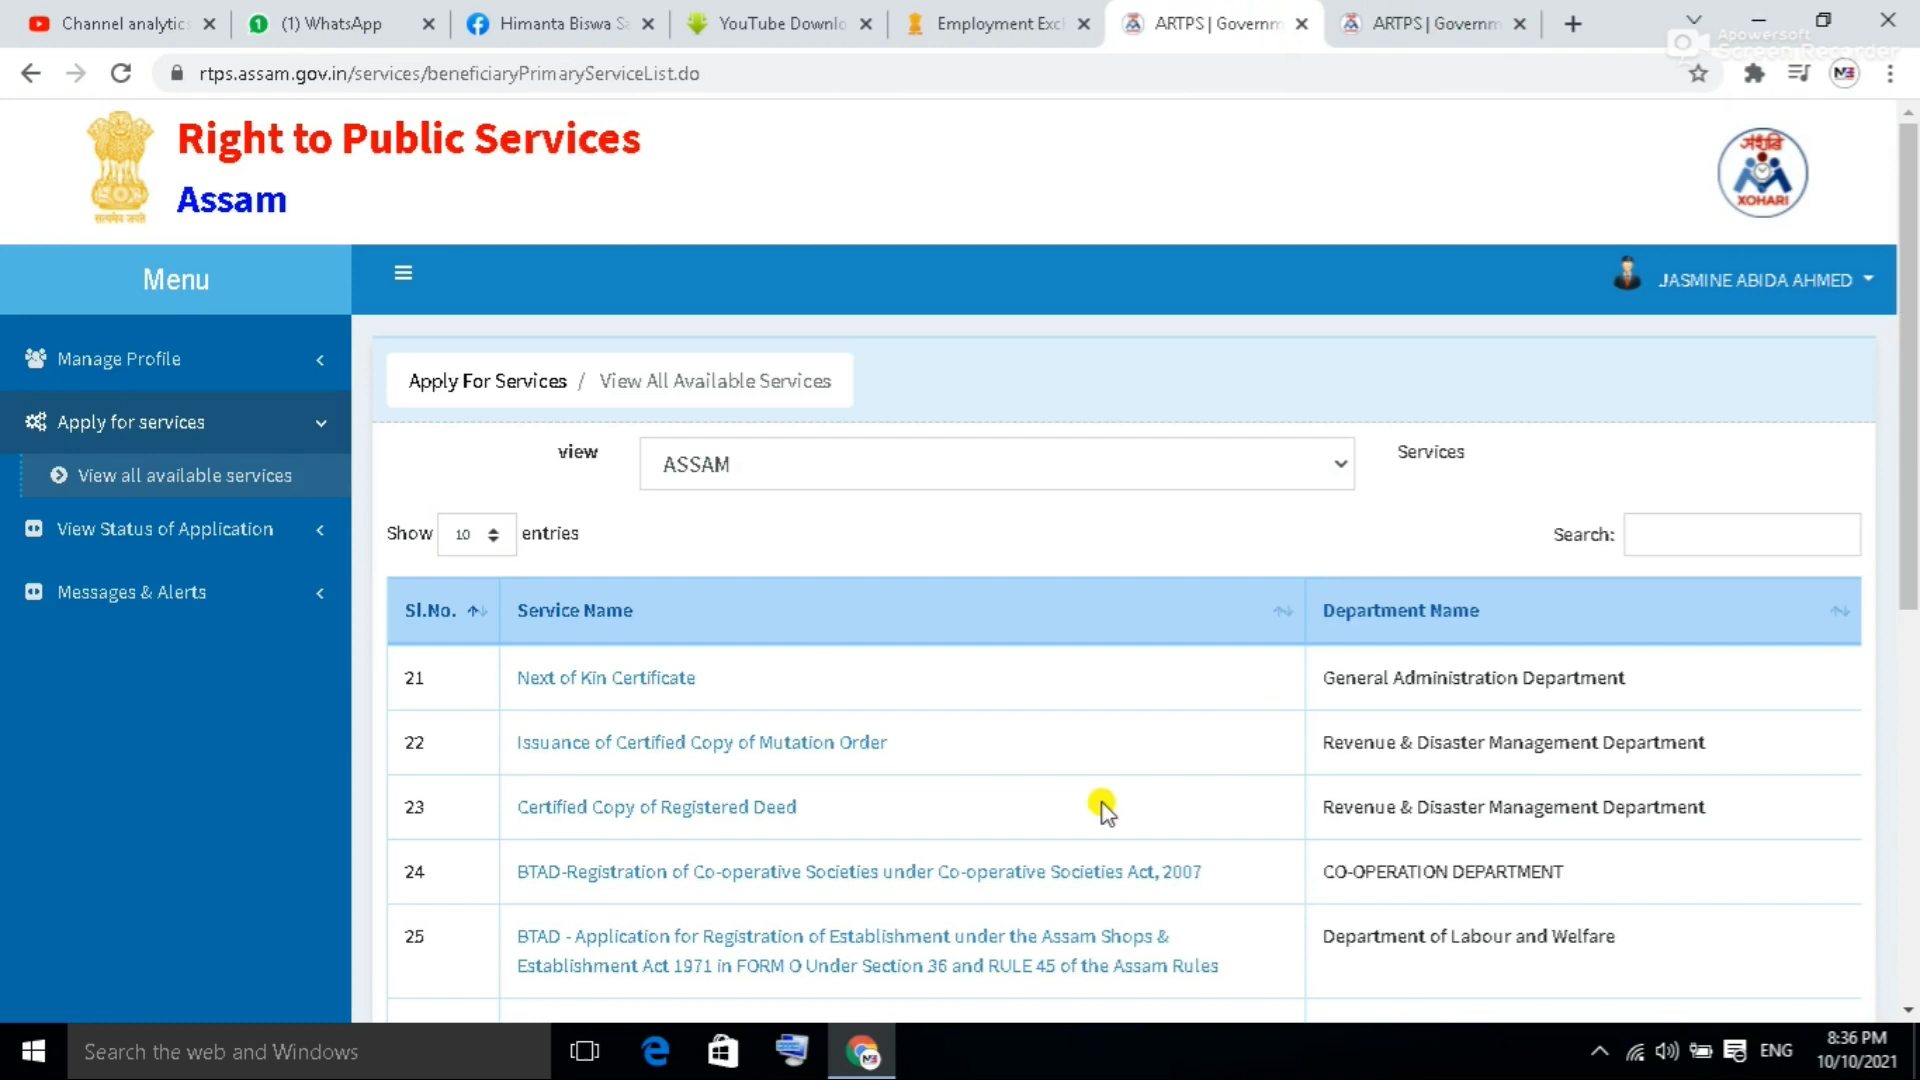 Channel analytics
(1) WhatsApp
Himanta Biswa S
YouTube Downlo
Employment Exc
ARTPS | Governm
ARTPS | Governm
Apowersoft
Screen Recorder
rtps.assam.gov.in/services/beneficiaryPrimaryServiceList.do
Right to Public Services
Assam
सत्यमेव जयते
XOHARI
Menu
JASMINE ABIDA AHMED
Manage Profile
Apply for services
View all available services
View Status of Application
Messages & Alerts
Apply For Services / View All Available Services
view ASSAM Services
Show 10 entries Search:
Sl.No. Service Name Department Name
21 Next of Kin Certificate General Administration Department
22 Issuance of Certified Copy of Mutation Order Revenue & Disaster Management Department
23 Certified Copy of Registered Deed Revenue & Disaster Management Department
24 BTAD-Registration of Co-operative Societies under Co-operative Societies Act, 2007 CO-OPERATION DEPARTMENT
25 BTAD - Application for Registration of Establishment under the Assam Shops & Department of Labour and Welfare
Establishment Act 1971 in FORM O Under Section 36 and RULE 45 of the Assam Rules
Search the web and Windows
ENG
8:36 PM
10/10/2021